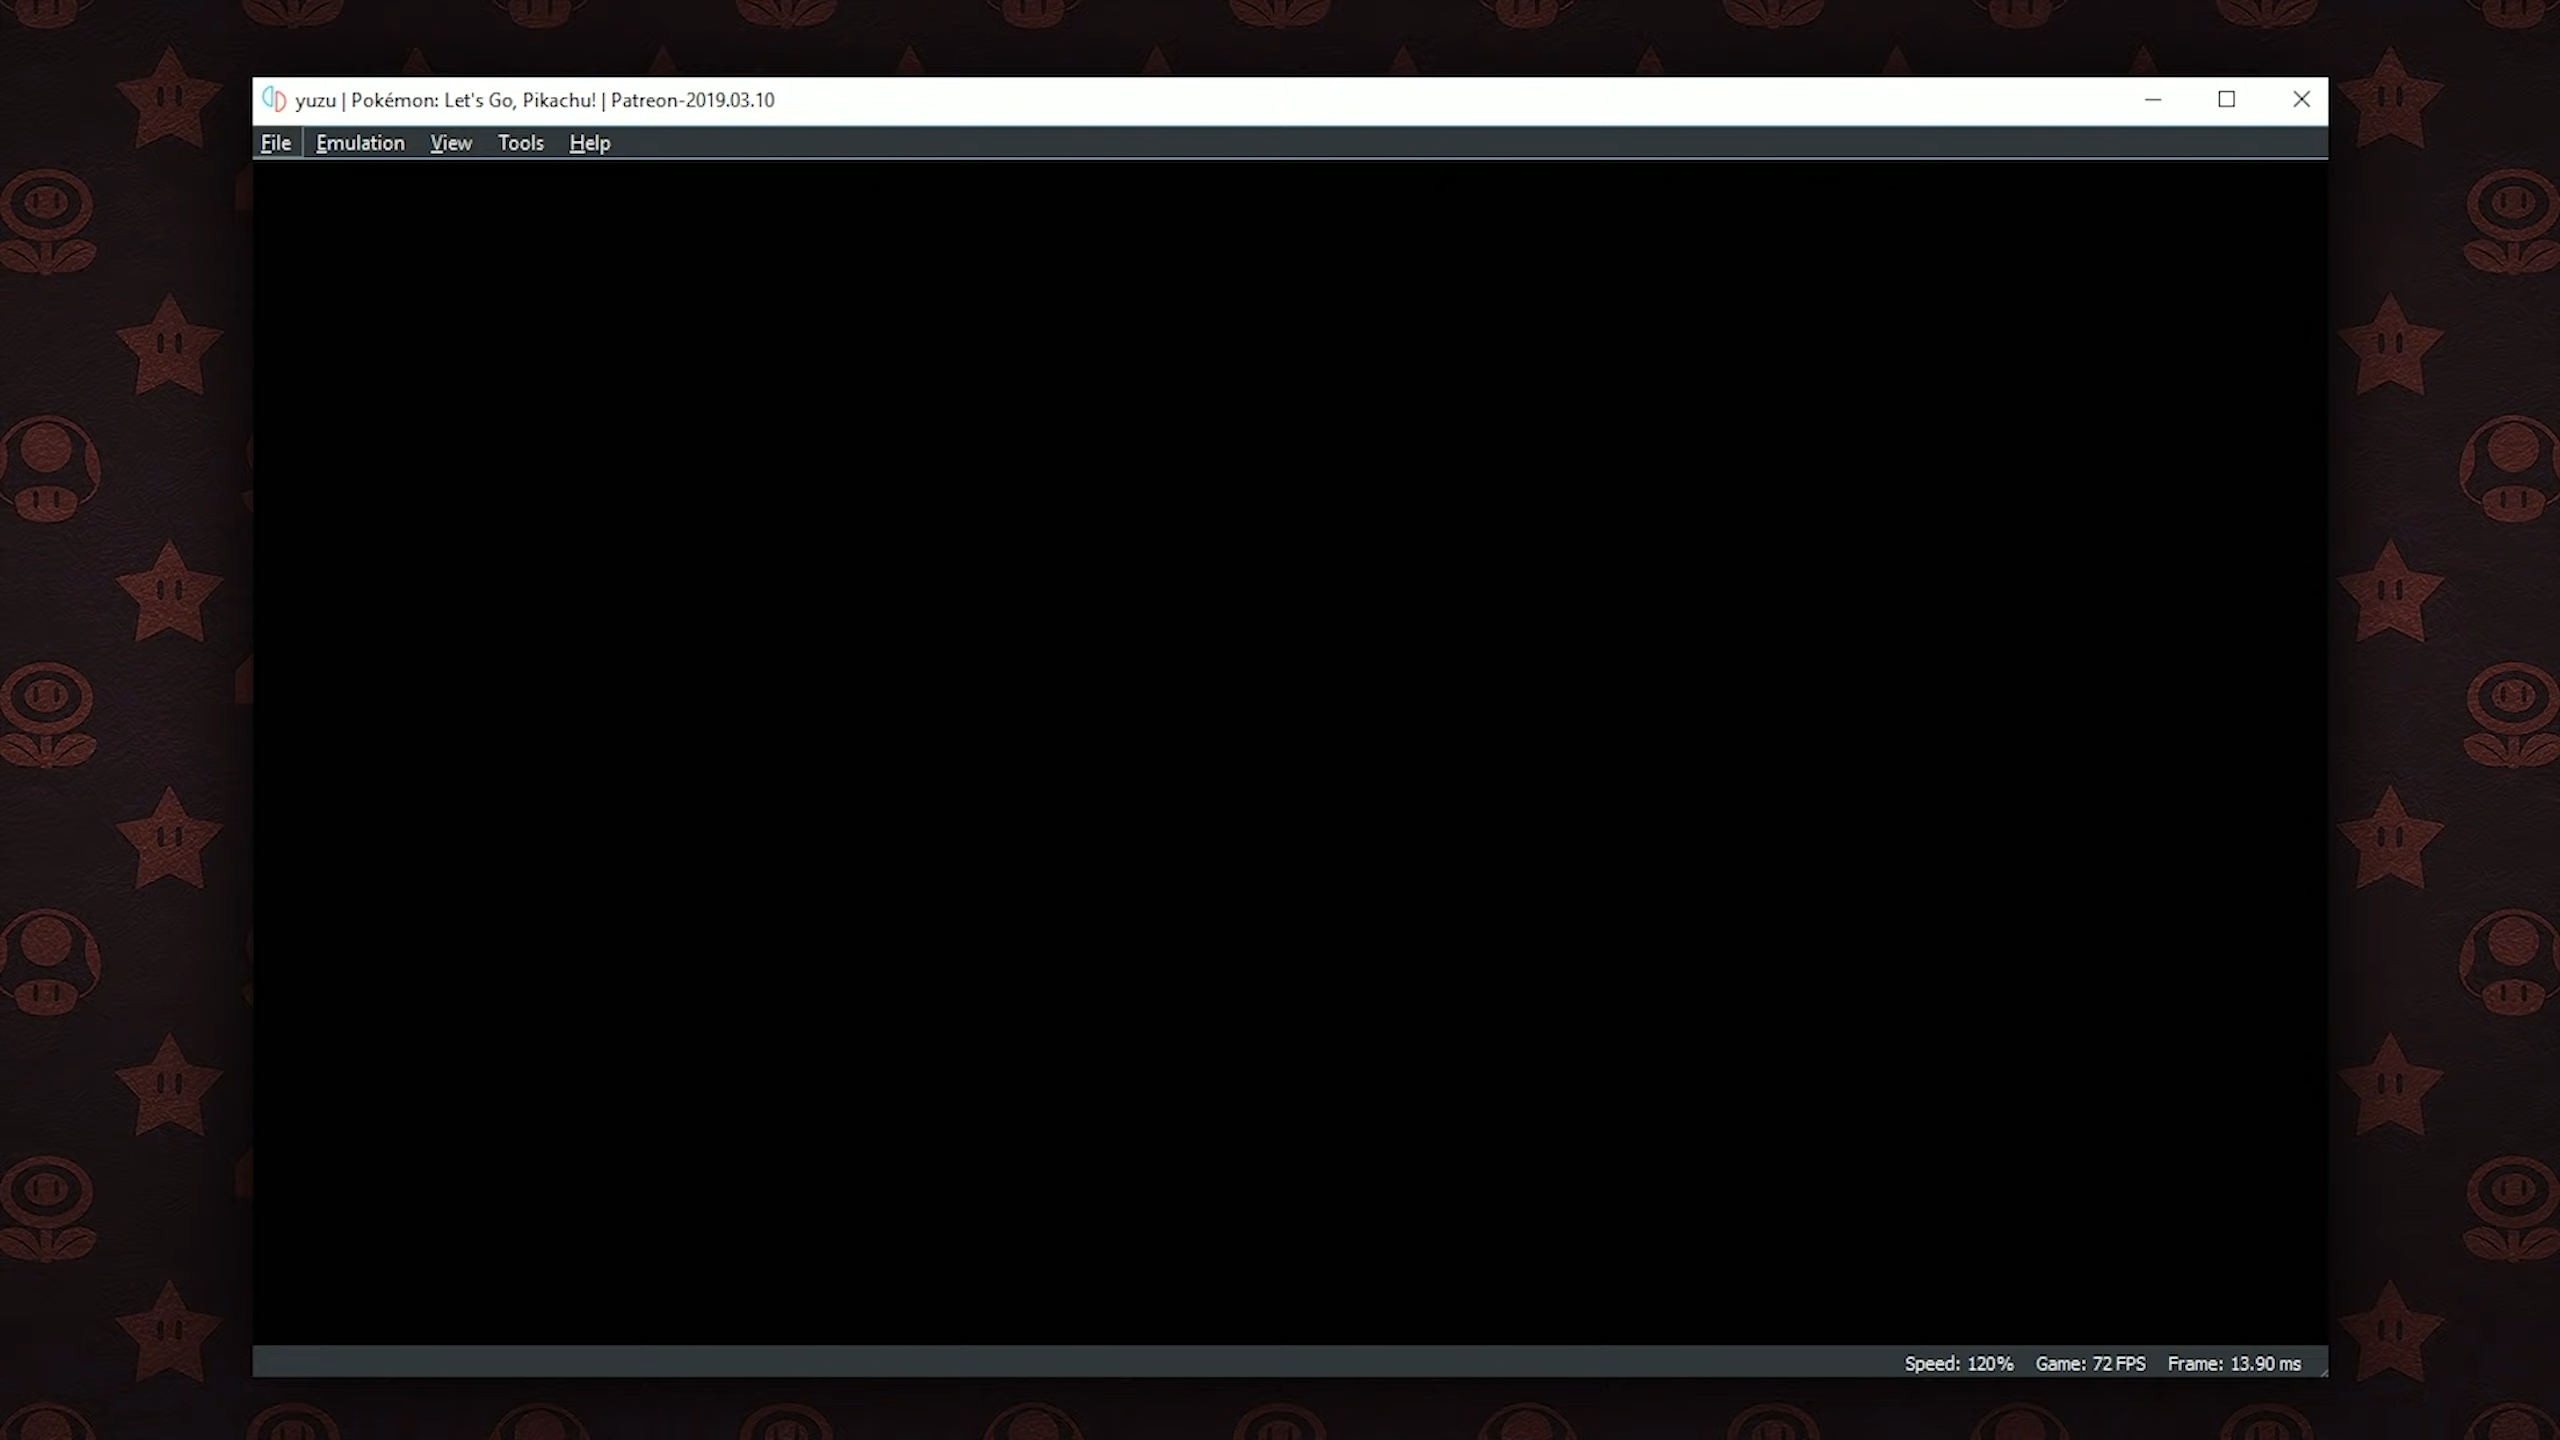 yuzu | Pokémon: Let's Go, Pikachu! | Patreon-2019.03.10
File Emulation View Tools Help
Speed: 120% Game: 72 FPS Frame: 13.90 ms